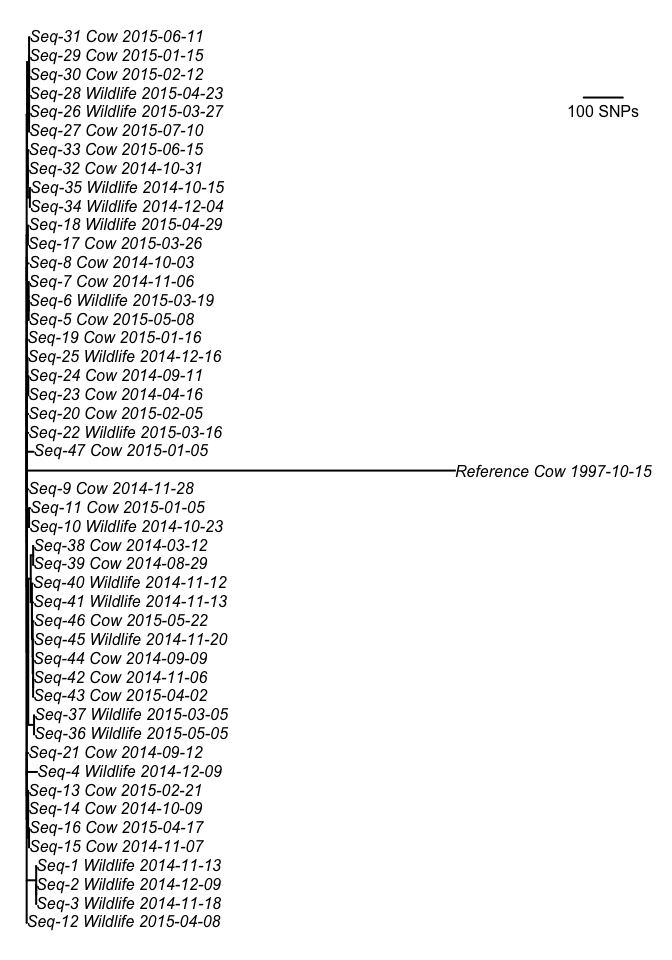 Seq-31 Cow 2015-06-11
Seq-29 Cow 2015-01-15
Seq-30 Cow 2015-02-12
Seq-28 Wildlife 2015-04-23
Seq-26 Wildlife 2015-03-27
100 SNPs
Seq-27 Cow 2015-07-10
Seq-33 Cow 2015-06-15
Seq-32 Cow 2014-10-31
Seq-35 Wildlife 2014-10-15
Seq-34 Wildlife 2014-12-04
Seq-18 Wildlife 2015-04-29
Seq-17 Cow 2015-03-26
Seq-8 Cow 2014-10-03
Seq-7 Cow 2014-11-06
Seq-6 Wildlife 2015-03-19
Seq-5 Cow 2015-05-08
Seq-19 Cow 2015-01-16
Seq-25 Wildlife 2014-12-16
Seq-24 Cow 2014-09-11
Seq-23 Cow 2014-04-16
Seq-20 Cow 2015-02-05
Seq-22 Wildlife 2015-03-16
Seq-47 Cow 2015-01-05
Reference Cow 1997-10-15
Seq-9 Cow 2014-11-28
Seq-11 Cow 2015-01-05
Seq-10 Wildlife 2014-10-23
Seq-38 Cow 2014-03-12
Seq-39 Cow 2014-08-29
Seq-40 Wildlife 2014-11-12
Seq-41 Wildlife 2014-11-13
Seq-46 Cow 2015-05-22
Seq-45 Wildlife 2014-11-20
Seq-44 Cow 2014-09-09
Seq-42 Cow 2014-11-06
Seq-43 Cow 2015-04-02
Seq-37 Wildlife 2015-03-05
Seq-36 Wildlife 2015-05-05
Seq-21 Cow 2014-09-12
Seq-4 Wildlife 2014-12-09
Seq-13 Cow 2015-02-21
Seq-14 Cow 2014-10-09
Seq-16 Cow 2015-04-17
Seq-15 Cow 2014-11-07
Seq-1 Wildlife 2014-11-13
Seq-2 Wildlife 2014-12-09
Seq-3 Wildlife 2014-11-18
Seq-12 Wildlife 2015-04-08